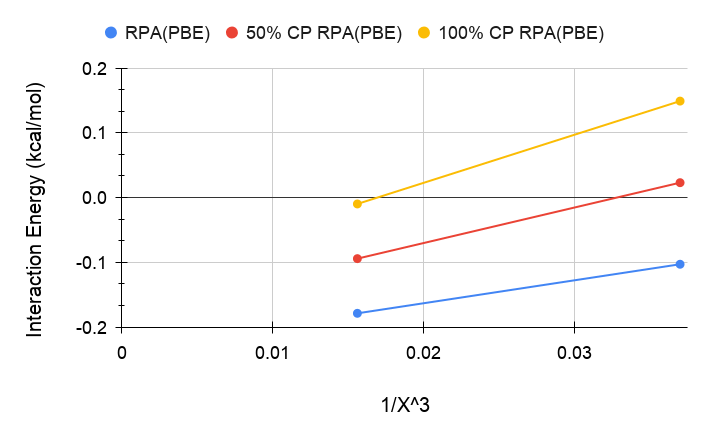 RPA(PBE) 50% CP RPA(PBE) 100% CP RPA(PBE)
Interaction Energy (kcal/mol)
0.2
0.1
0.0
-0.1
-0.2
0 0.01 0.02 0.03
1/X^3